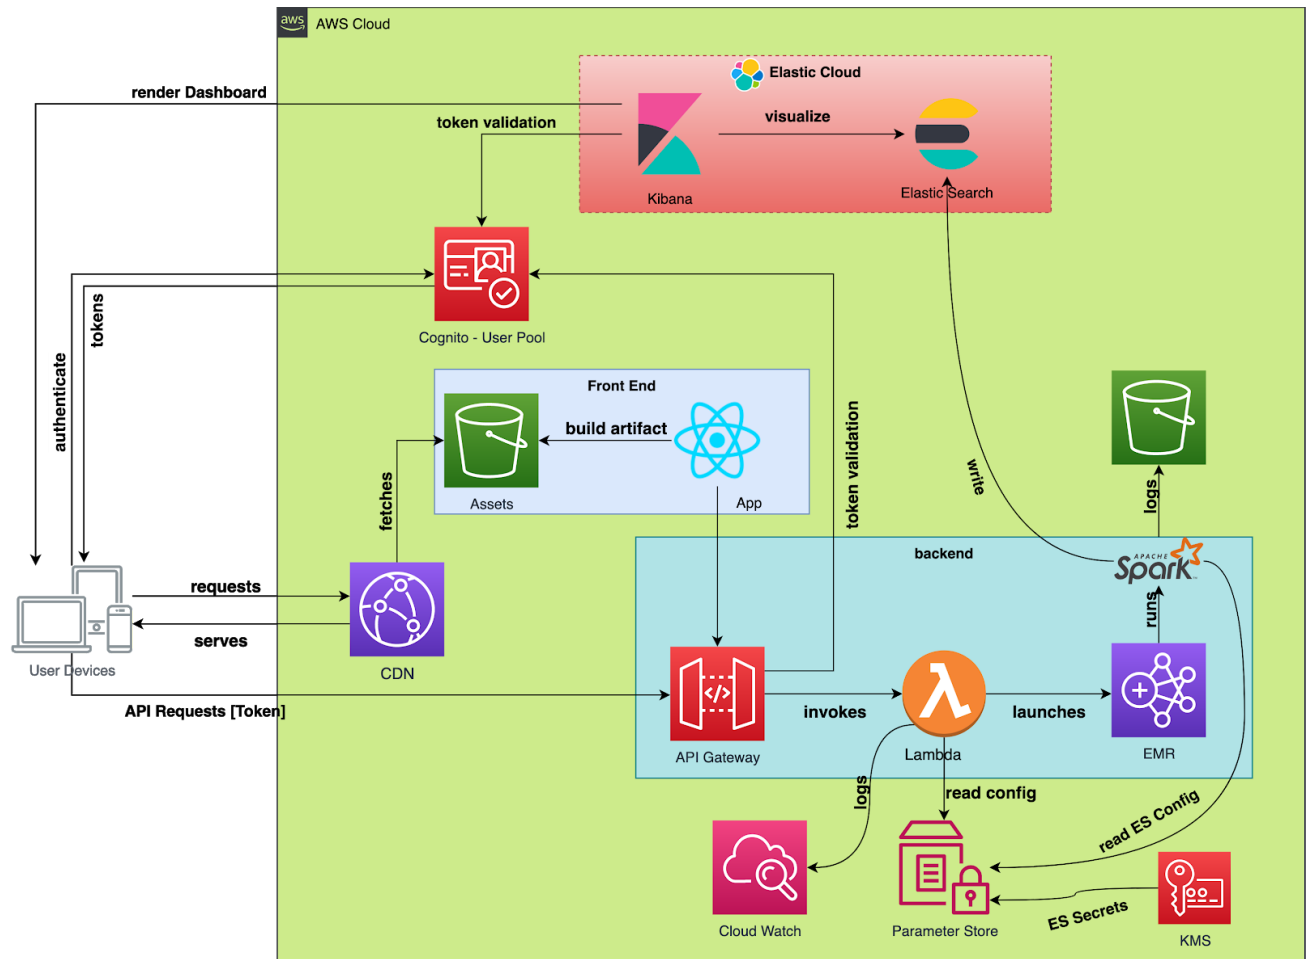 aws
AWS Cloud
Elastic Cloud
render Dashboard
token validation
visualize
Kibana
Elastic Search
tokens
authenticate
Cognito - User Pool
Front End
build artifact
Assets
App
fetches
token validation
write
logs
backend
APACHE
Spark
runs
requests
serves
User Devices
CDN
API Requests [Token]
</>
API Gateway
invokes
λ
Lambda
launches
EMR
logs
read config
read ES Config
ES Secrets
Cloud Watch
Parameter Store
KMS